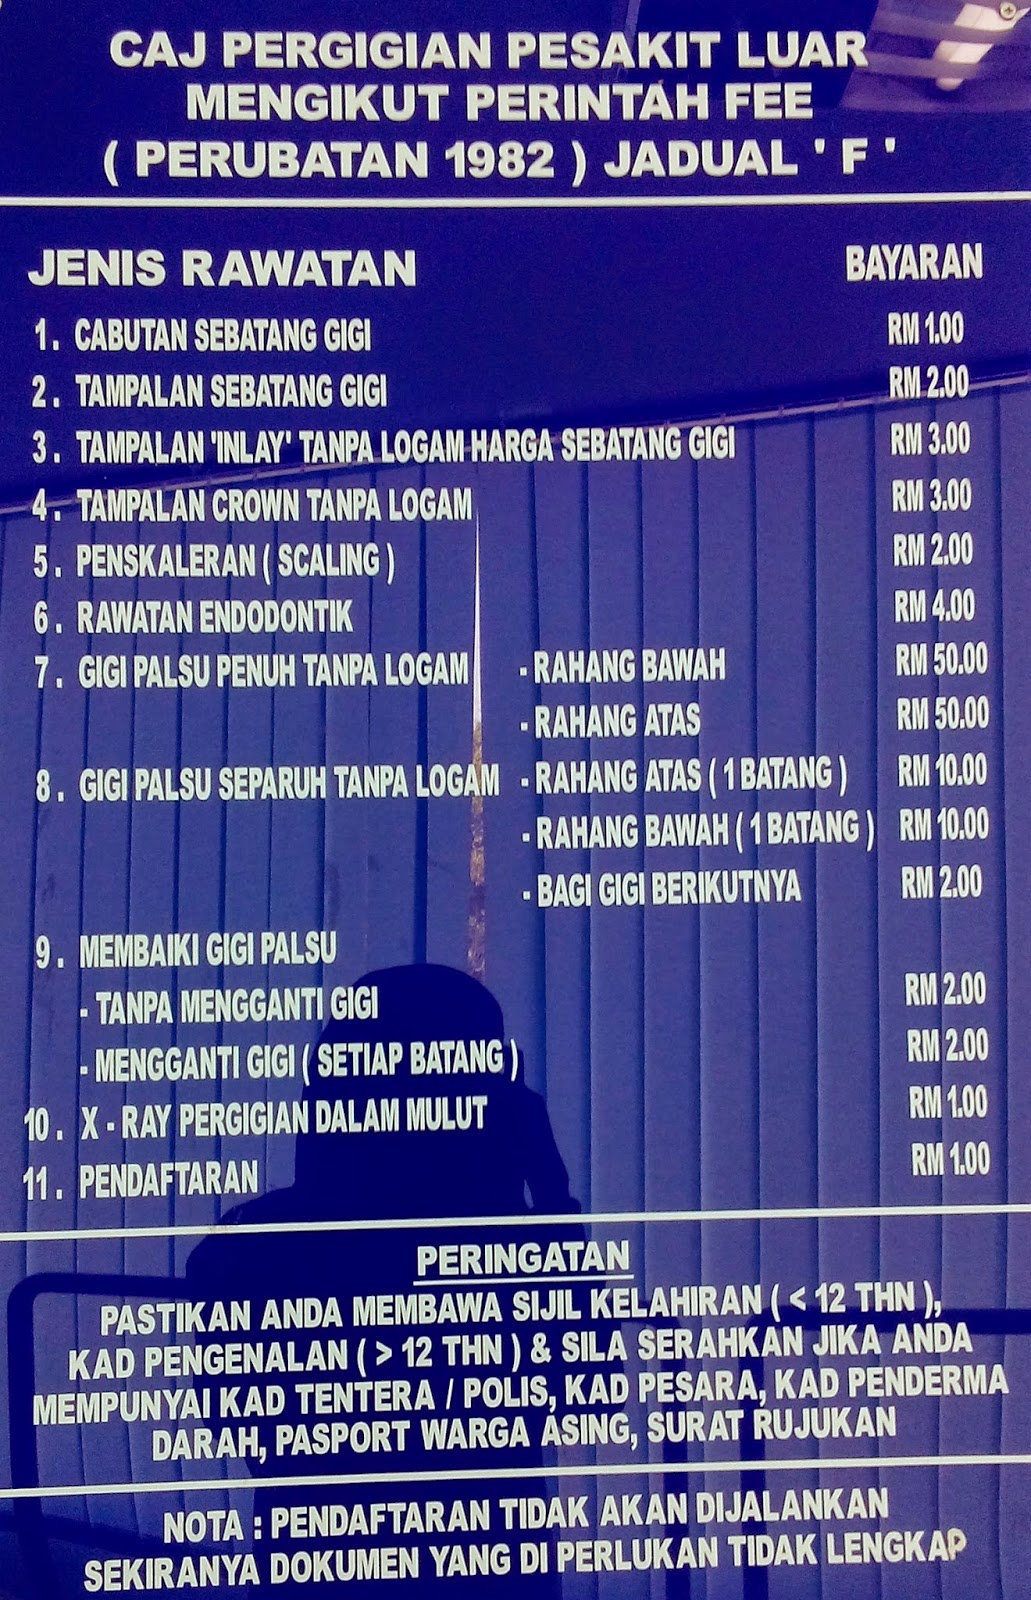 CAJ PERGIGIAN PESAKIT LUAR
MENGIKUT PERINTAH FEE
( PERUBATAN 1982 ) JADUAL ' F '
JENIS RAWATAN BAYARAN
1. CABUTAN SEBATANG GIGI RM 1.00
2. TAMPALAN SEBATANG GIGI RM 2.00
3. TAMPALAN 'INLAY' TANPA LOGAM HARGA SEBATANG GIGI RM 3.00
4. TAMPALAN CROWN TANPA LOGAM RM 3.00
5. PENSKALERAN ( SCALING ) RM 2.00
6. RAWATAN ENDODONTIK RM 4.00
7. GIGI PALSU PENUH TANPA LOGAM - RAHANG BAWAH RM 50.00
- RAHANG ATAS RM 50.00
8. GIGI PALSU SEPARUH TANPA LOGAM - RAHANG ATAS ( 1 BATANG ) RM 10.00
- RAHANG BAWAH ( 1 BATANG ) RM 10.00
- BAGI GIGI BERIKUTNYA RM 2.00
9. MEMBAIKI GIGI PALSU
- TANPA MENGGANTI GIGI RM 2.00
- MENGGANTI GIGI ( SETIAP BATANG ) RM 2.00
10. X - RAY PERGIGIAN DALAM MULUT RM 1.00
11. PENDAFTARAN RM 1.00
PERINGATAN
PASTIKAN ANDA MEMBAWA SIJIL KELAHIRAN ( < 12 THN ),
KAD PENGENALAN ( > 12 THN ) & SILA SERAHKAN JIKA ANDA
MEMPUNYAI KAD TENTERA / POLIS, KAD PESARA, KAD PENDERMA
DARAH, PASPORT WARGA ASING, SURAT RUJUKAN
NOTA : PENDAFTARAN TIDAK AKAN DIJALANKAN
SEKIRANYA DOKUMEN YANG DI PERLUKAN TIDAK LENGKAP